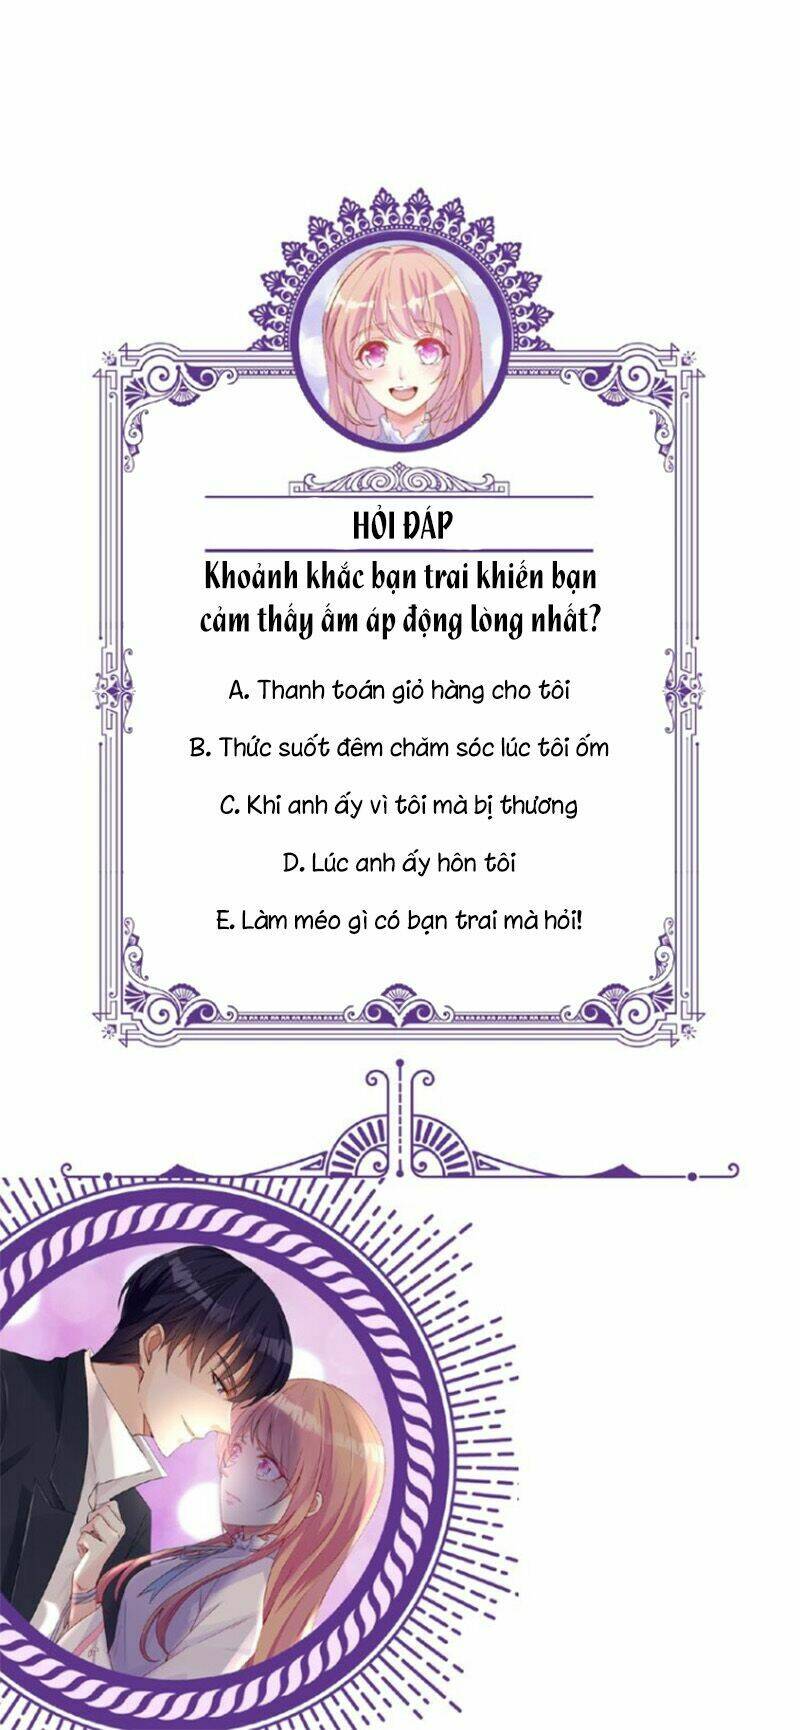 HỎI ĐÁP
Khoảnh khắc bạn trai khiến bạn
cảm thấy ấm áp động lòng nhất?
A. Thanh toán giỏ hàng cho tôi
B. Thức suốt đêm chăm sóc lúc tôi ốm
C. Khi anh ấy vì tôi mà bị thương
D. Lúc anh ấy hôn tôi
E. Làm méo gì có bạn trai mà hỏi!